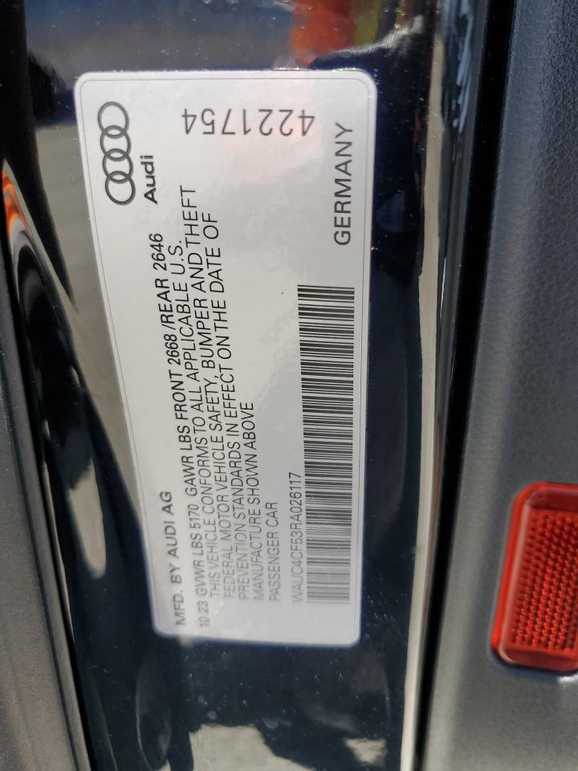 Audi
4221754
MFD. BY AUDI AG
10 23 GVWR LBS 5170 GAWR LBS FRONT 2668 /REAR 2646
THIS VEHICLE CONFORMS TO ALL APPLICABLE U.S.
FEDERAL MOTOR VEHICLE SAFETY, BUMPER AND THEFT
PREVENTION STANDARDS IN EFFECT ON THE DATE OF
MANUFACTURE SHOWN ABOVE
PASSENGER CAR
WAUC4CF53RA026117
GERMANY